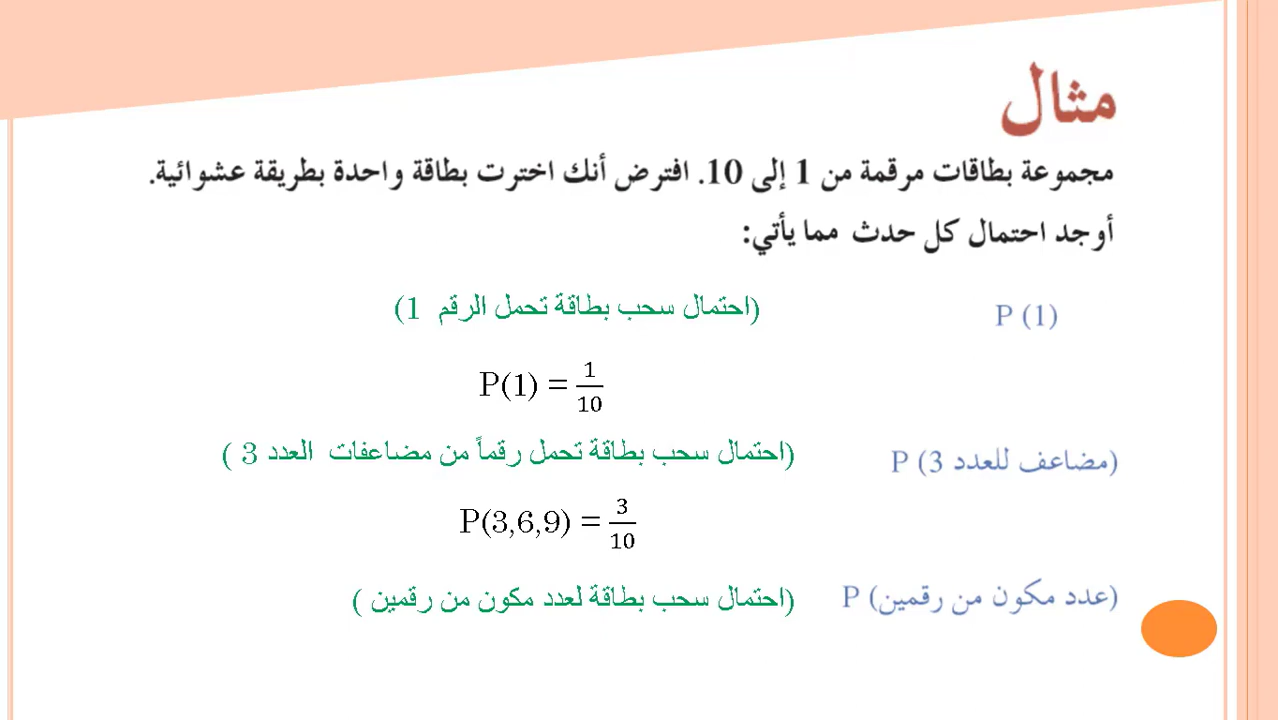 مثال
مجموعة بطاقات مرقمة من 1 إلى 10. افترض أنك اخترت بطاقة واحدة بطريقة عشوائية.
أوجد احتمال كل حدث مما يأتي:
P (1)
(احتمال سحب بطاقة تحمل الرقم 1)
P(1) = 1/10
P (مضاعف للعدد 3)
(احتمال سحب بطاقة تحمل رقماً من مضاعفات العدد 3 )
P(3,6,9) = 3/10
P (عدد مكون من رقمين)
(احتمال سحب بطاقة لعدد مكون من رقمين )